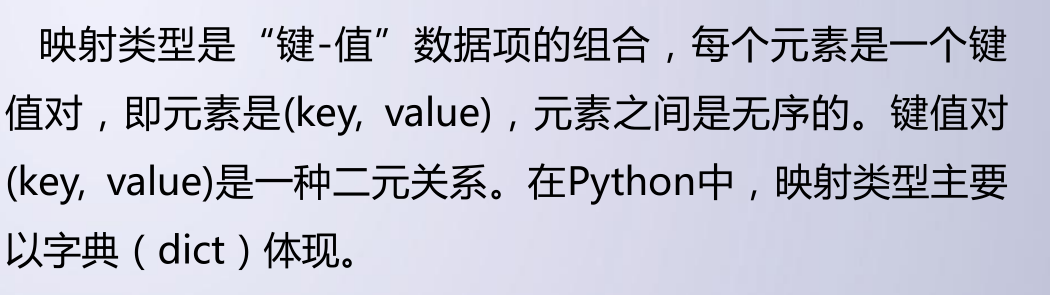 映射类型是“键-值”数据项的组合，每个元素是一个键
值对，即元素是(key, value)，元素之间是无序的。键值对
(key, value)是一种二元关系。在Python中，映射类型主要
以字典（dict）体现。